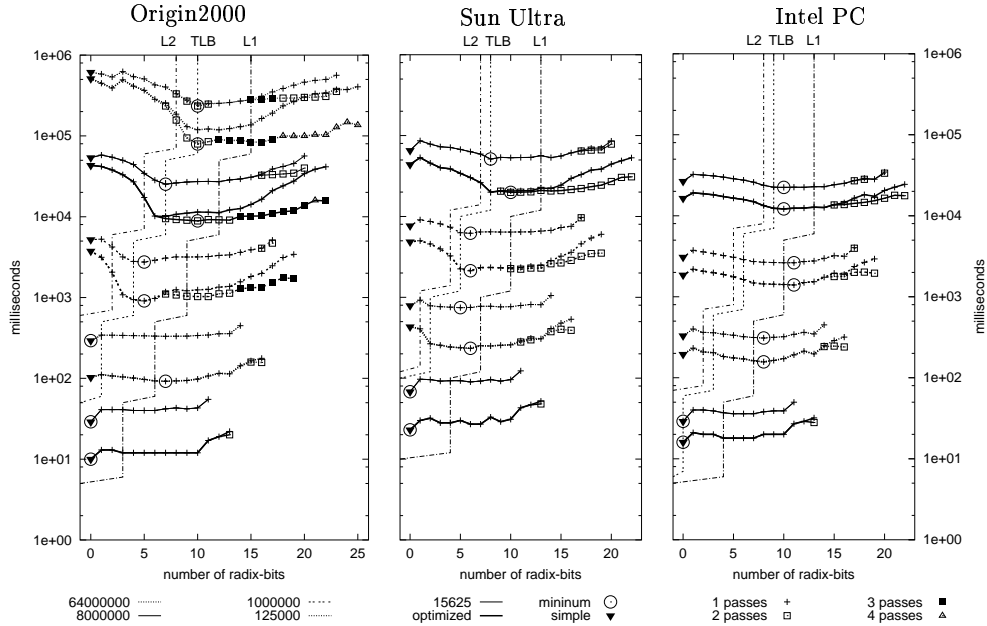 Origin2000 Sun Ultra Intel PC
L2 TLB L1 L2 TLB L1 L2 TLB L1
1e+06 1e+06
1e+05 1e+05
1e+04 1e+04
1e+03 1e+03
milliseconds milliseconds
1e+02 1e+02
1e+01 1e+01
1e+00 1e+00
0 5 10 15 20 25 0 5 10 15 20 0 5 10 15 20
number of radix-bits number of radix-bits number of radix-bits
64000000 1000000 15625 mininum 1 passes 3 passes
8000000 125000 optimized simple 2 passes 4 passes